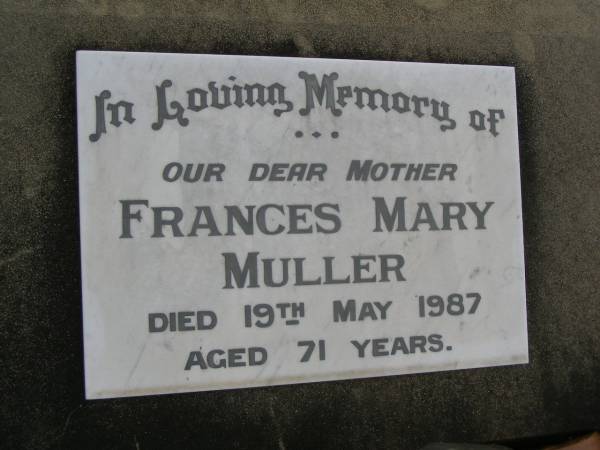 In Loving Memory of
...
OUR DEAR MOTHER
FRANCES MARY
MULLER
DIED 19TH MAY 1987
AGED 71 YEARS.